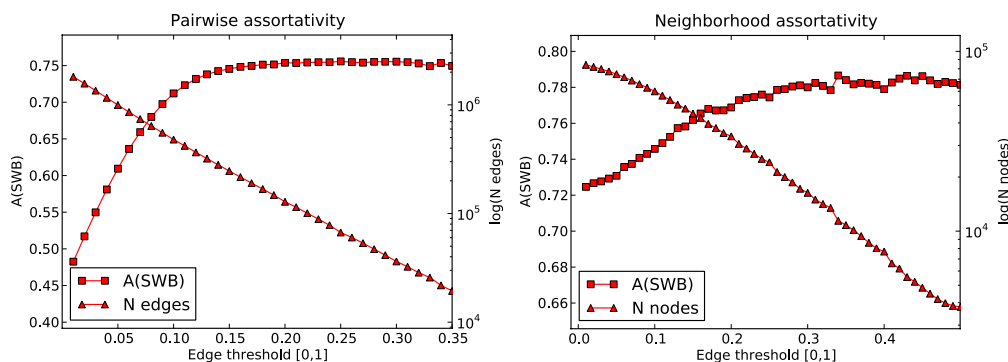 Pairwise assortativity
A(SWB)
0.75
0.70
0.65
0.60
0.55
0.50
0.45
0.40
0.05
0.10
0.15
0.20
0.25
0.30
0.35
Edge threshold [0,1]
10^6
10^5
10^4
log(N edges)
A(SWB)
N edges
Neighborhood assortativity
A(SWB)
0.80
0.78
0.76
0.74
0.72
0.70
0.68
0.66
0.0
0.1
0.2
0.3
0.4
Edge threshold [0,1]
10^5
10^4
log(N nodes)
A(SWB)
N nodes